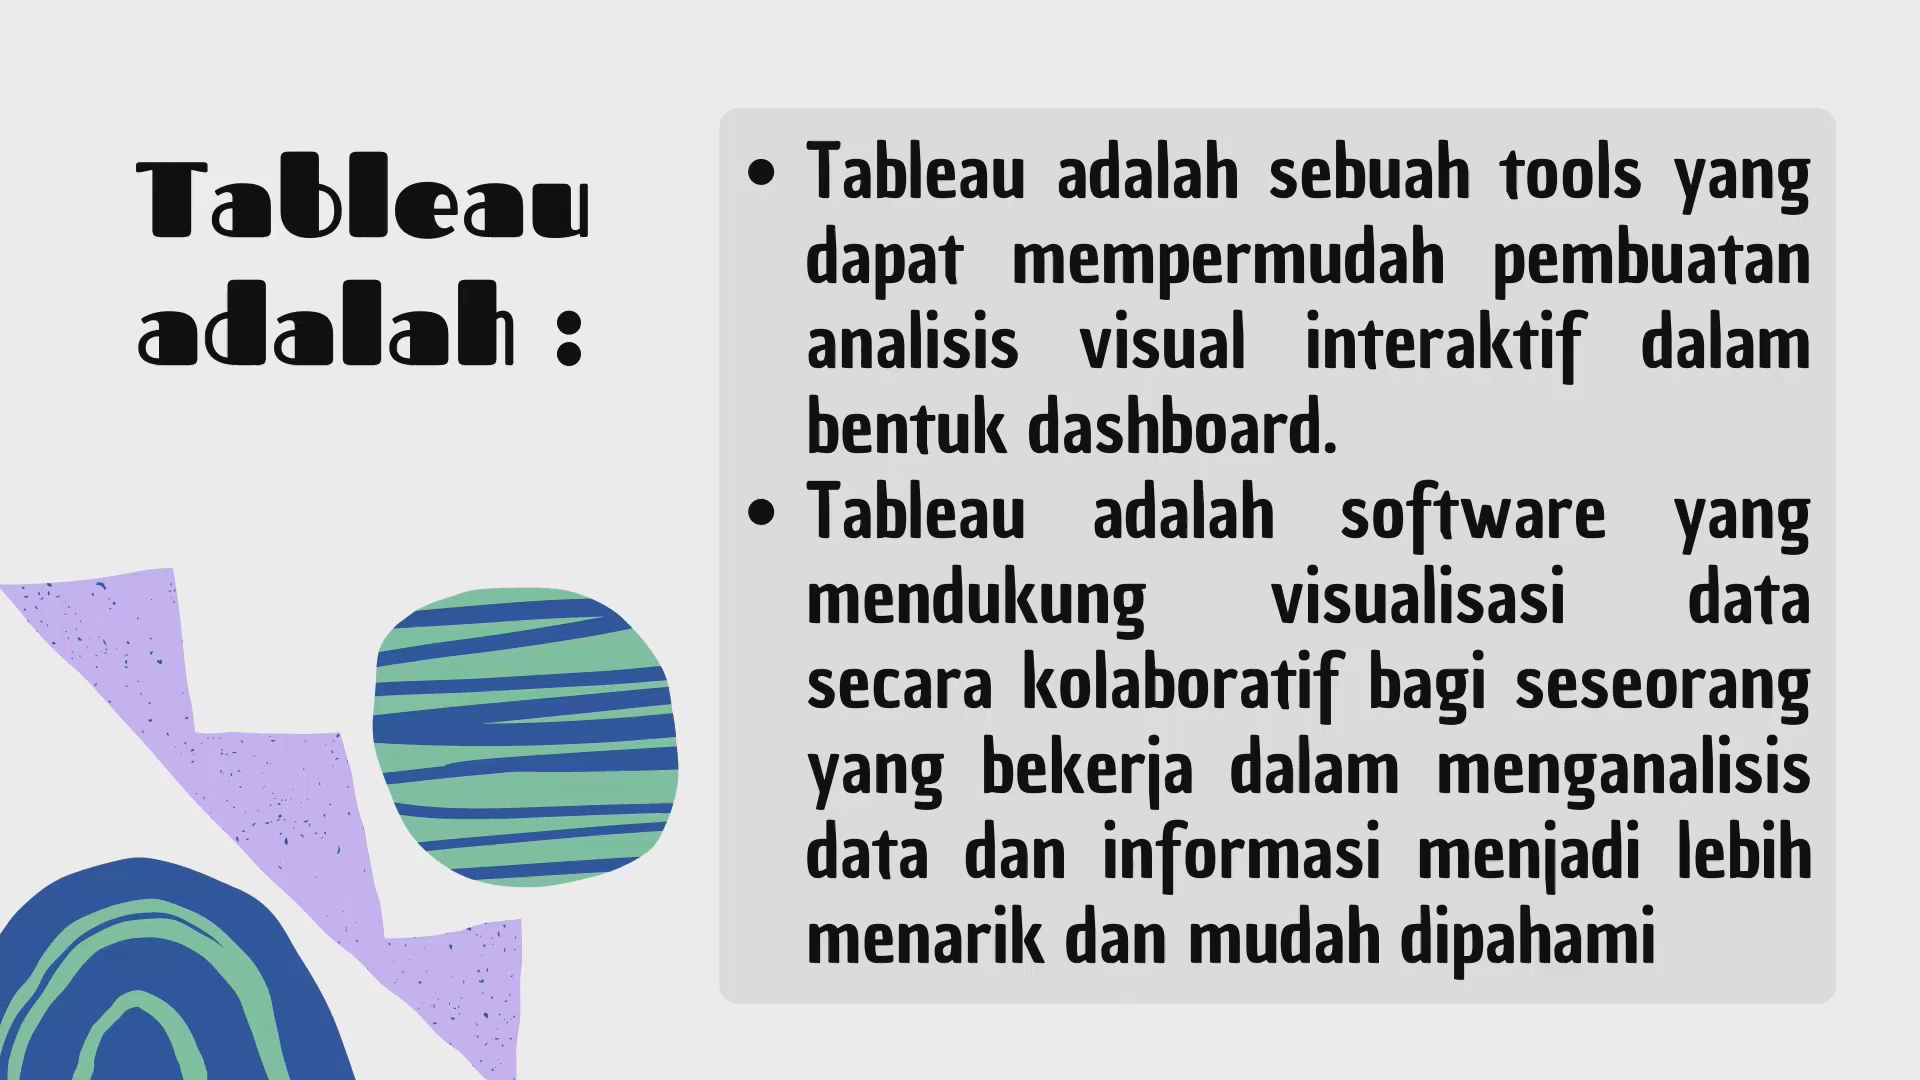 Tableau
adalah :
• Tableau adalah sebuah tools yang
dapat mempermudah pembuatan
analisis visual interaktif dalam
bentuk dashboard.
• Tableau adalah software yang
mendukung visualisasi data
secara kolaboratif bagi seseorang
yang bekerja dalam menganalisis
data dan informasi menjadi lebih
menarik dan mudah dipahami